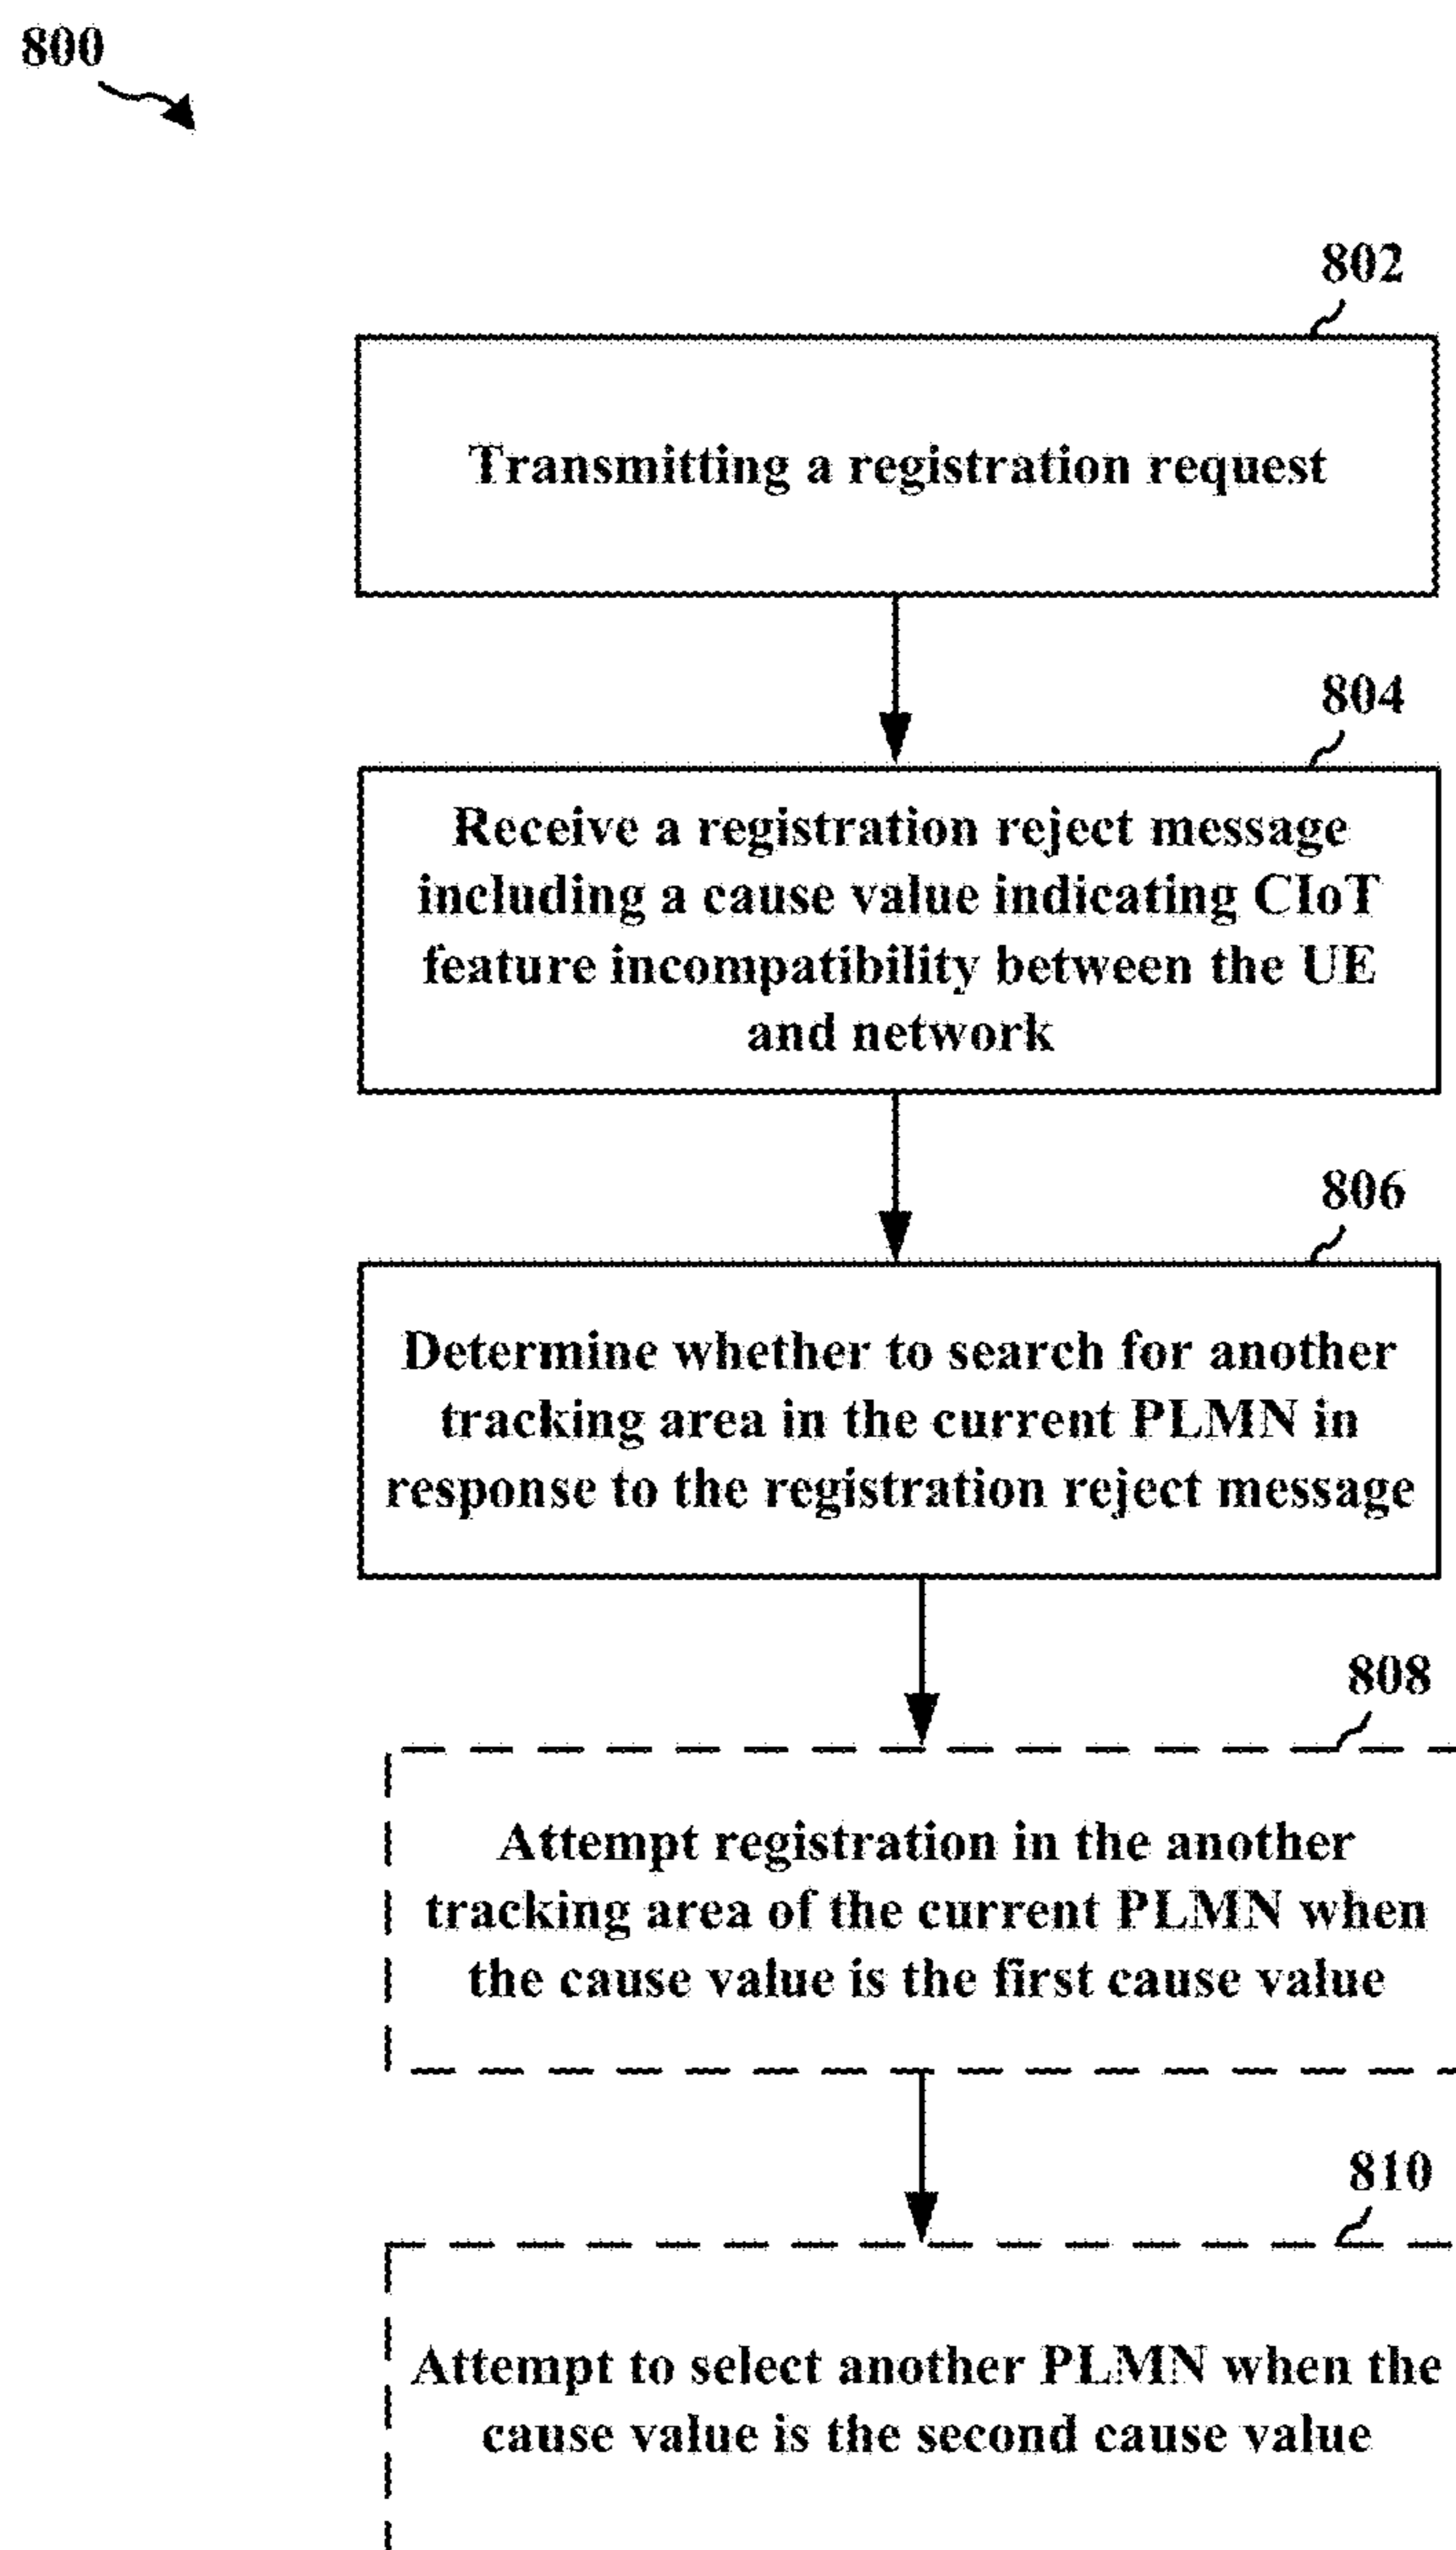 800
802
Transmitting a registration request
804
Receive a registration reject message
including a cause value indicating CIoT
feature incompatibility between the UE
and network
806
Determine whether to search for another
tracking area in the current PLMN in
response to the registration reject message
808
Attempt registration in the another
tracking area of the current PLMN when
the cause value is the first cause value
810
Attempt to select another PLMN when the
cause value is the second cause value